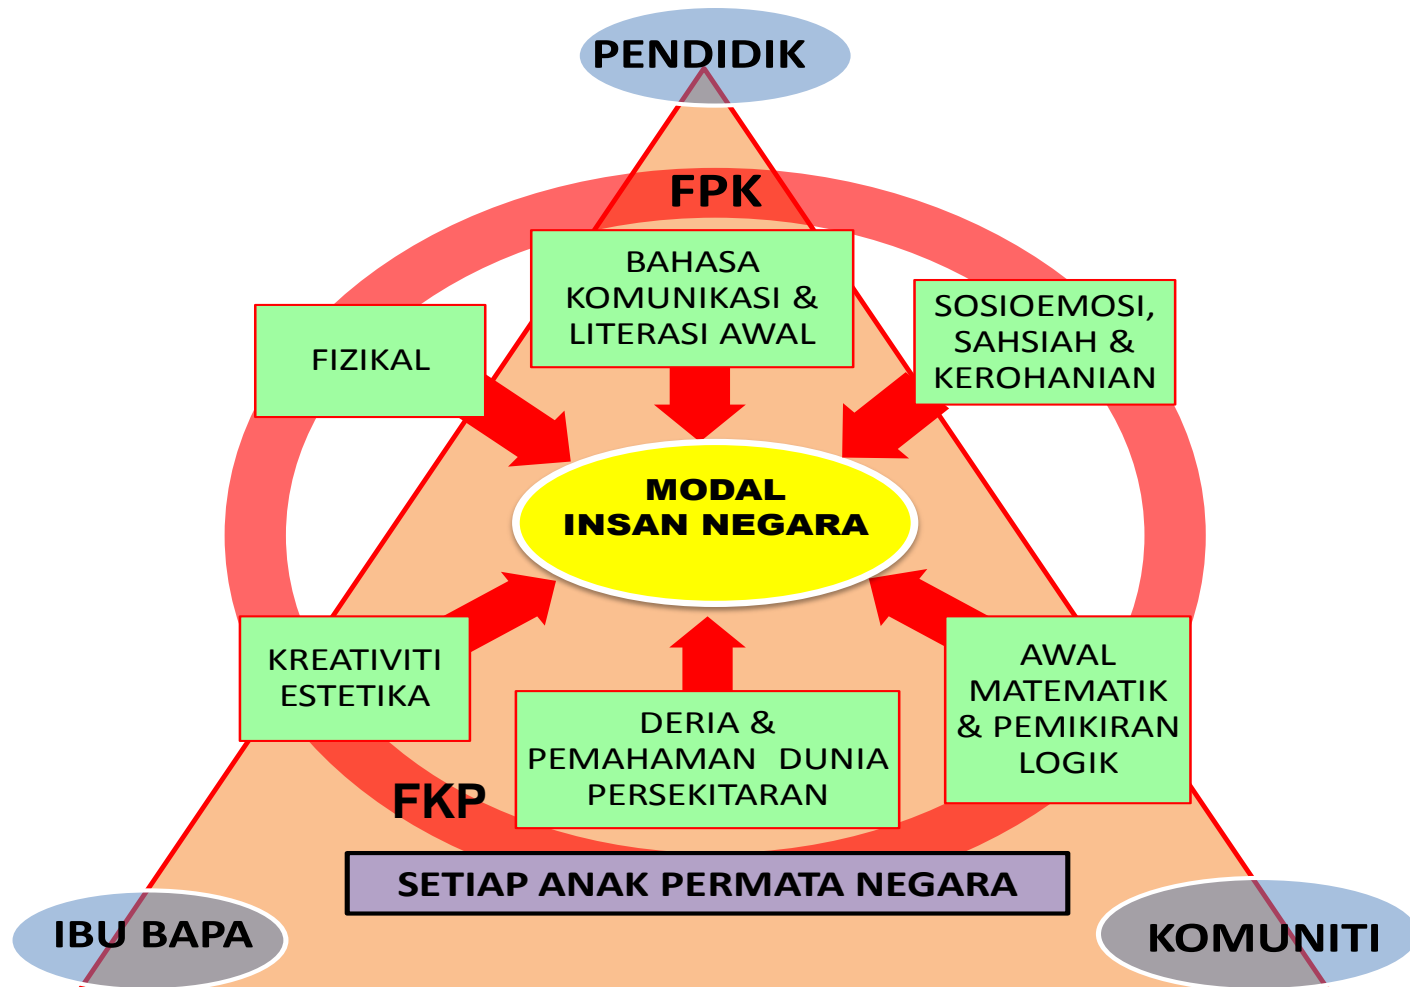 PENDIDIK
FPK
BAHASA
KOMUNIKASI &
LITERASI AWAL
SOSIOEMOSI,
SAHSIAH &
KEROHANIAN
FIZIKAL
MODAL
INSAN NEGARA
KREATIVITI
ESTETIKA
DERIA &
PEMAHAMAN DUNIA
PERSEKITARAN
AWAL
MATEMATIK
& PEMIKIRAN
LOGIK
FKP
SETIAP ANAK PERMATA NEGARA
IBU BAPA
KOMUNITI